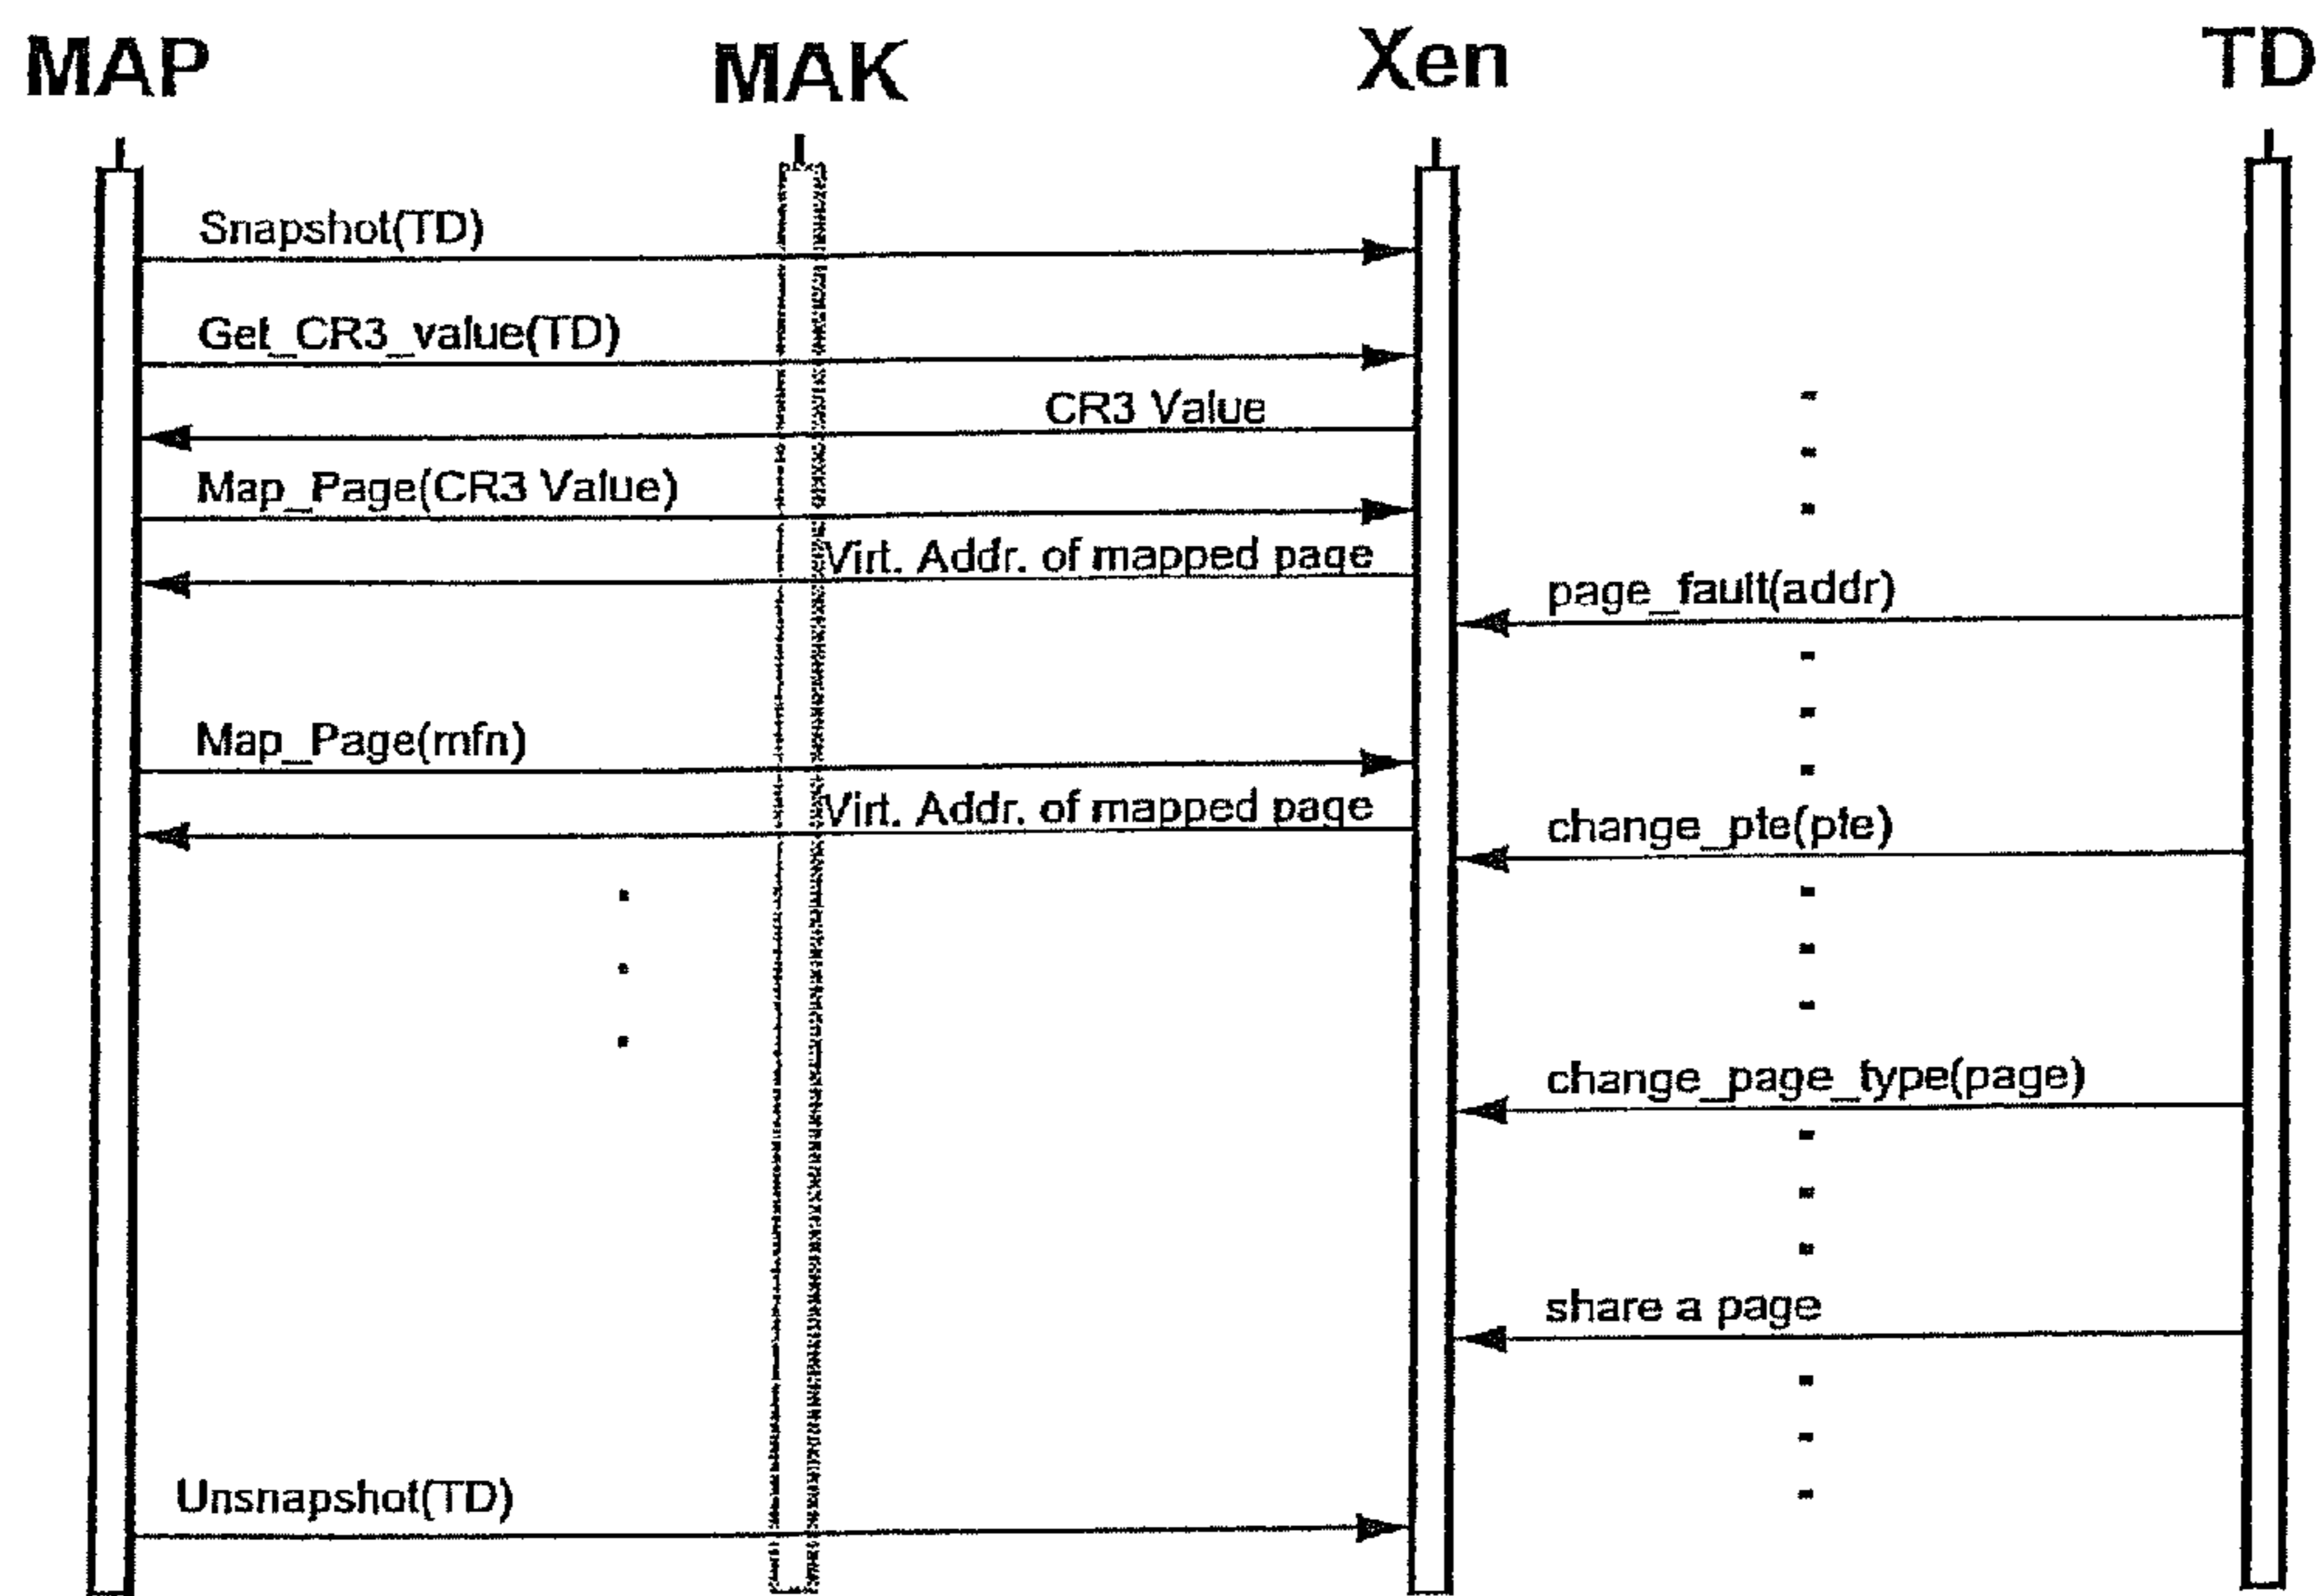 MAP MAK Xen TD
Snapshot(TD)
Get_CR3_value(TD)
CR3 Value
Map_Page(CR3 Value)
Virt. Addr. of mapped page
page_fault(addr)
Map_Page(mfn)
Virt. Addr. of mapped page
change_pte(pte)
change_page_type(page)
share a page
Unsnapshot(TD)